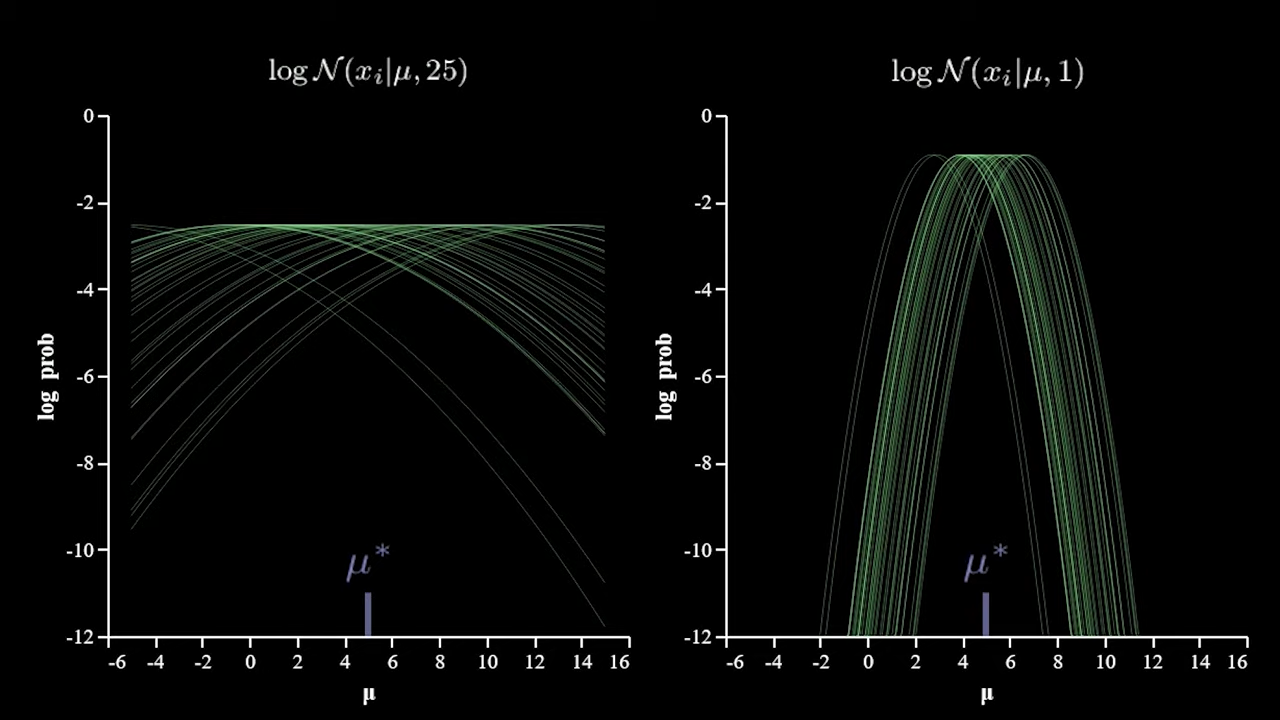 log N(x_i|μ, 25)
0
-2
-4
-6
-8
-10
-12
log prob
μ*
-6 -4 -2 0 2 4 6 8 10 12 14 16
μ
log N(x_i|μ, 1)
0
-2
-4
-6
-8
-10
-12
log prob
μ*
-6 -4 -2 0 2 4 6 8 10 12 14 16
μ